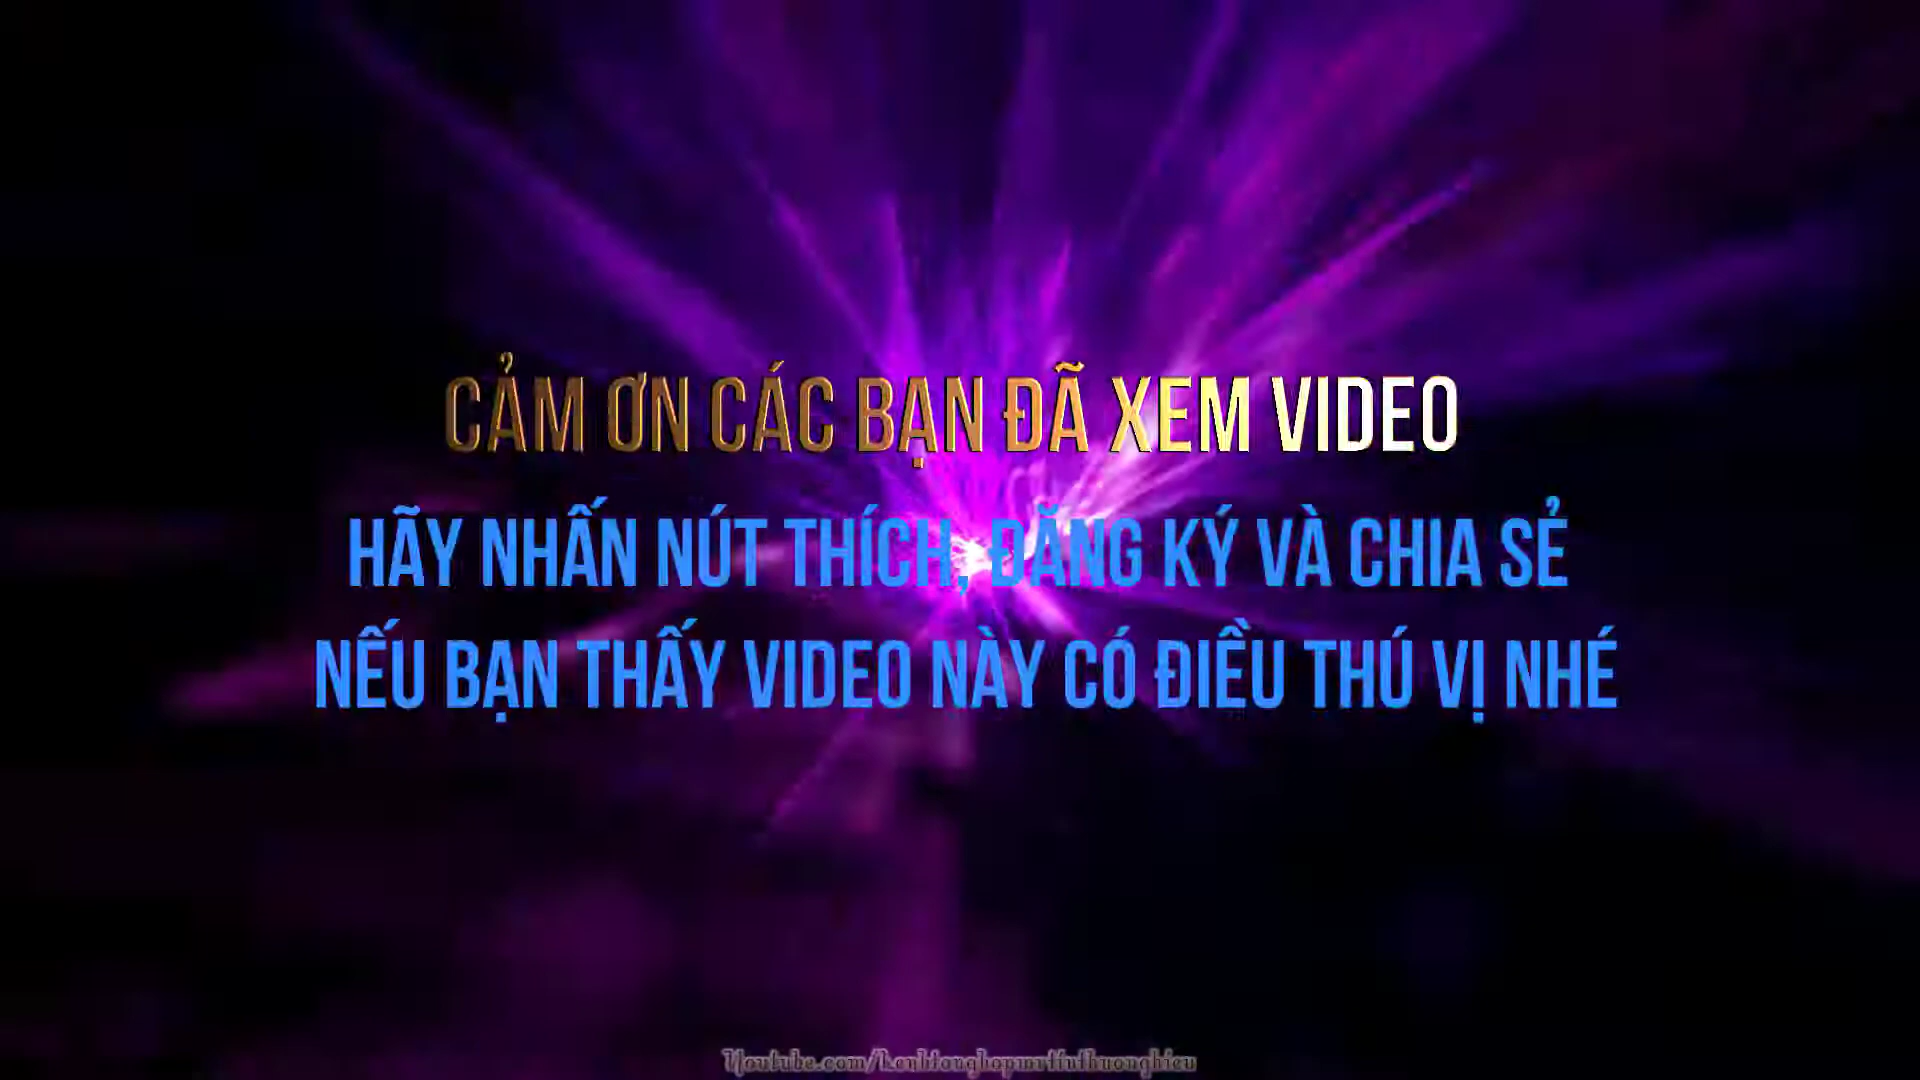 CẢM ƠN CÁC BẠN ĐÃ XEM VIDEO
HÃY NHẤN NÚT THÍCH, ĐĂNG KÝ VÀ CHIA SẺ
NẾU BẠN THẤY VIDEO NÀY CÓ ĐIỀU THÚ VỊ NHÉ